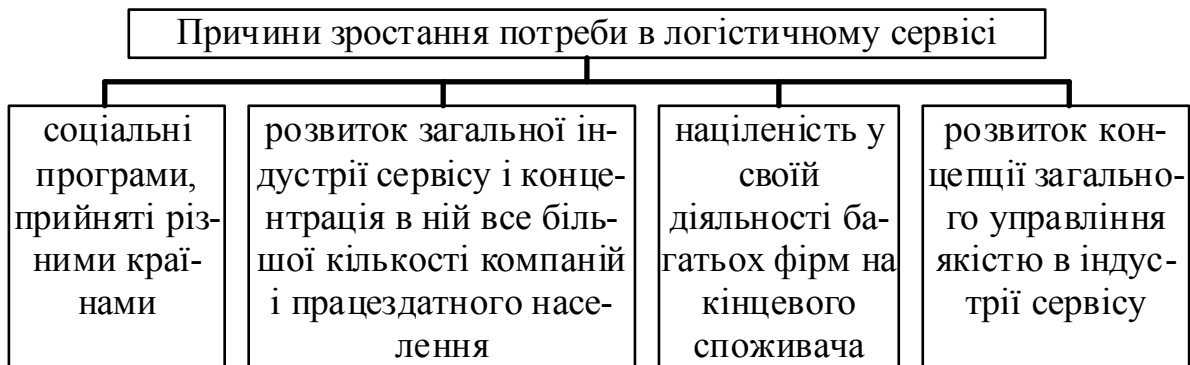 Причини зростання потреби в логістичному сервісі
соціальні
програми,
прийняті різ-
ними краї-
нами
розвиток загальної ін-
дустрії сервісу і конце-
нтрація в ній все біль-
шої кількості компаній
і працездатного насе-
лення
націленість у
своїй
діяльності ба-
гатьох фірм на
кінцевого
споживача
розвиток кон-
цепції загально-
го управління
якістю в індус-
трії сервісу